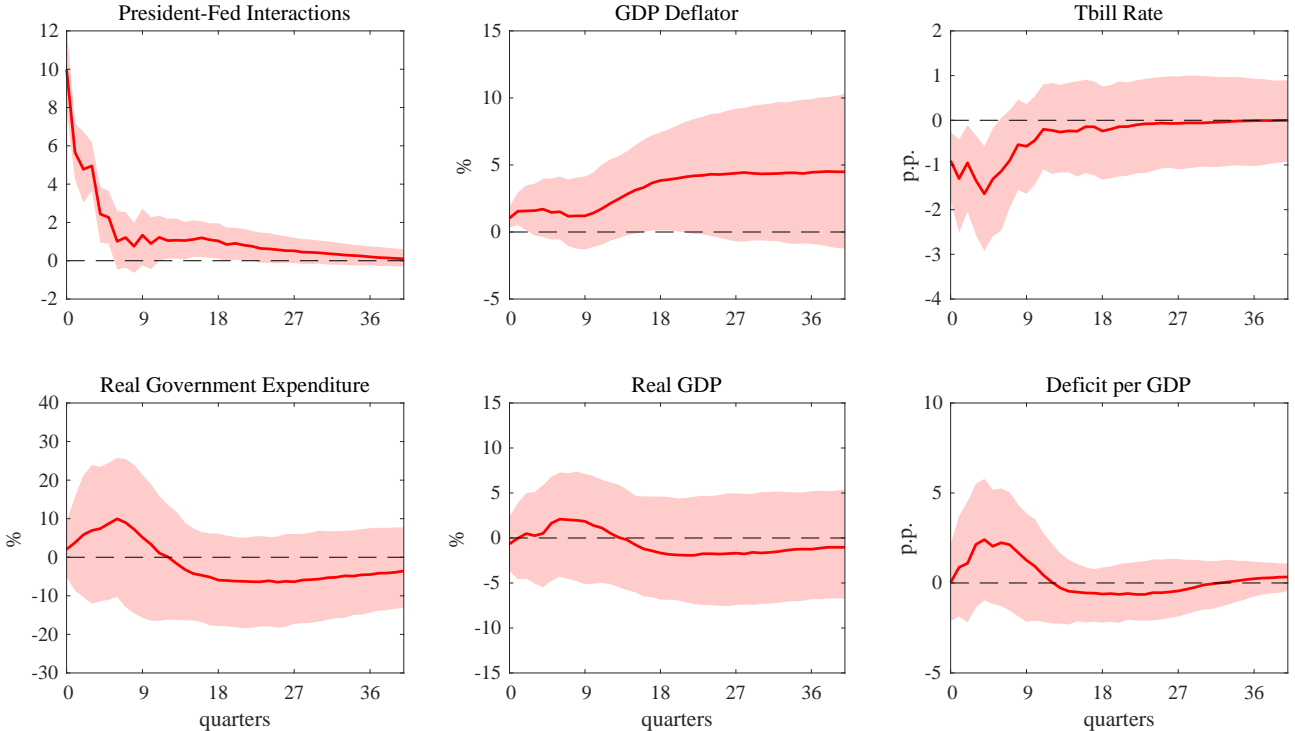 President-Fed Interactions
12
10
8
6
4
2
0
-2
0 9 18 27 36
GDP Deflator
%
15
10
5
0
-5
0 9 18 27 36
Tbill Rate
p.p.
2
1
0
-1
-2
-3
-4
0 9 18 27 36
Real Government Expenditure
%
40
30
20
10
0
-10
-20
-30
0 9 18 27 36
quarters
Real GDP
%
15
10
5
0
-5
-10
-15
0 9 18 27 36
quarters
Deficit per GDP
p.p.
10
5
0
-5
0 9 18 27 36
quarters